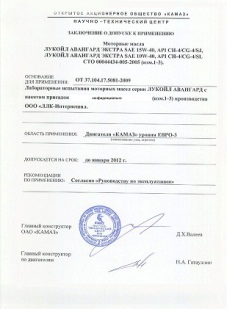 ОТКРЫТОЕ АКЦИОНЕРНОЕ ОБЩЕСТВО «КАМАЗ»
НАУЧНО-ТЕХНИЧЕСКИЙ ЦЕНТР
ЗАКЛЮЧЕНИЕ О ДОПУСКЕ К ПРИМЕНЕНИЮ
Моторные масла
ЛУКОЙЛ АВАНГАРД ЭКСТРА SAE 15W-40, API CH-4/CG-4/SJ,
ЛУКОЙЛ АВАНГАРД ЭКСТРА SAE 10W-40, API CH-4/CG-4/SJ,
СТО 00044434-005-2005 (изм.1-3).
ОСНОВАНИЕ
ДЛЯ ПРИМЕНЕНИЯ: ОТ 37.104.17.5081-2009
Лабораторные испытания моторных масел серии ЛУКОЙЛ АВАНГАРД с
пакетом присадок (изм.1-3) производства
ООО «ЛЛК-Интернешнл.
ОБЛАСТЬ ПРИМЕНЕНИЯ: Двигатели «КАМАЗ» уровня ЕВРО-3
ДОПУСКАЕТСЯ НА СРОК: до января 2012 г.
РЕКОМЕНДАЦИИ
ПО ПРИМЕНЕНИЮ: Согласно «Руководству по эксплуатации»
Главный конструктор
ОАО «КАМАЗ»
Д.Х.Валеев
Главный конструктор
по двигателям
Н.А. Гатауллин